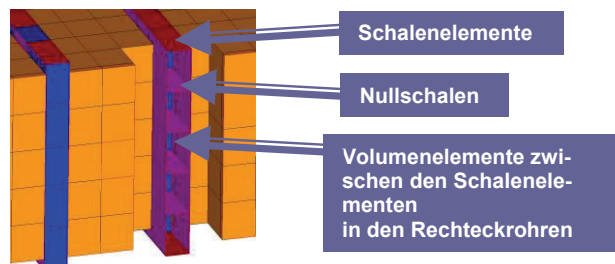 Schalenelemente
Nullschalen
Volumenelemente zwi-
schen den Schalenele-
menten
in den Rechteckrohren